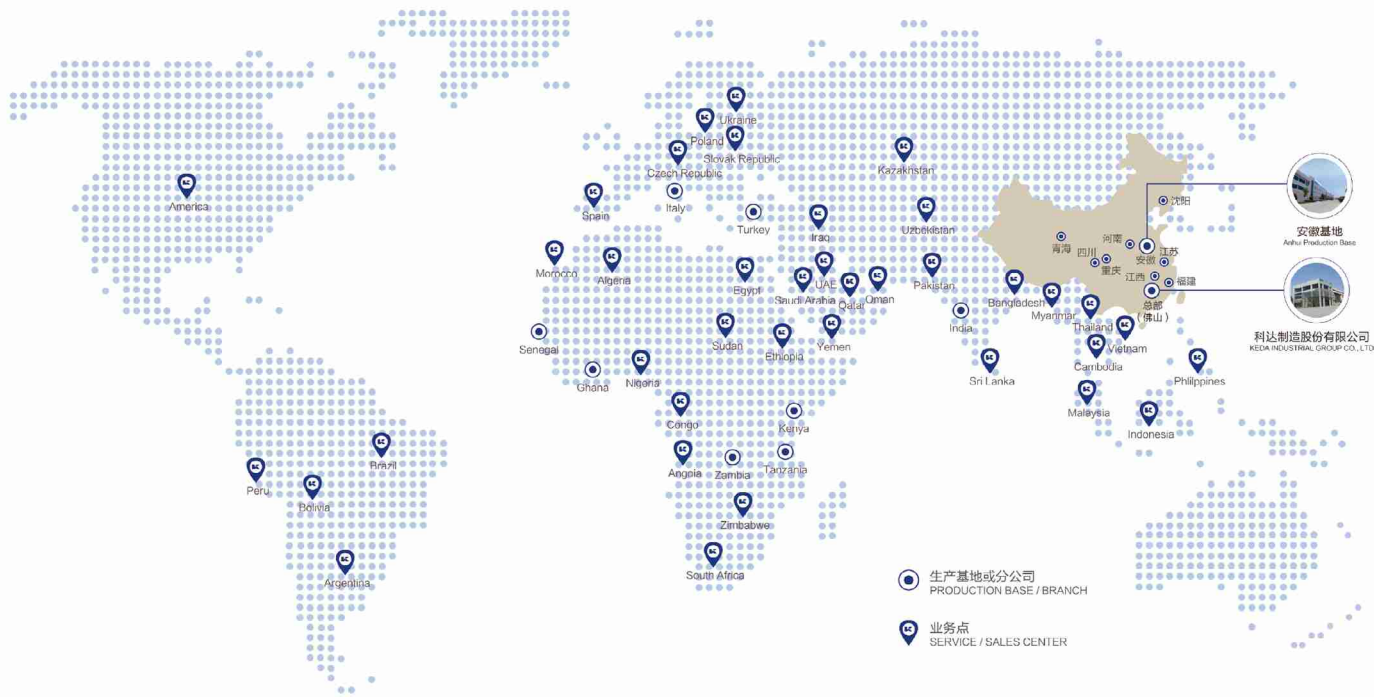 Ukraine
Poland
Slovak Republic
Czech Republic
Kazakhstan
America
Spain
Italy
Turkey
Iraq
Uzbekistan
沈阳
青海
河南
四川
重庆
安徽
江苏
江西
福建
总部
(佛山)
安徽基地
Anhui Production Base
科达制造股份有限公司
KEDA INDUSTRIAL GROUP CO., LTD
Morocco
Algeria
Egypt
Saudi Arabia
UAE
Qatar
Oman
Pakistan
Bangladesh
Myanmar
Thailand
Vietnam
Cambodia
India
Sri Lanka
Phlilppines
Malaysia
Indonesia
Senegal
Ghana
Nigeria
Sudan
Ethiopia
Yemen
Congo
Kenya
Angola
Zambia
Tanzania
Zimbabwe
South Africa
Brazil
Peru
Bolivia
Argentina
生产基地或分公司
PRODUCTION BASE / BRANCH
业务点
SERVICE / SALES CENTER